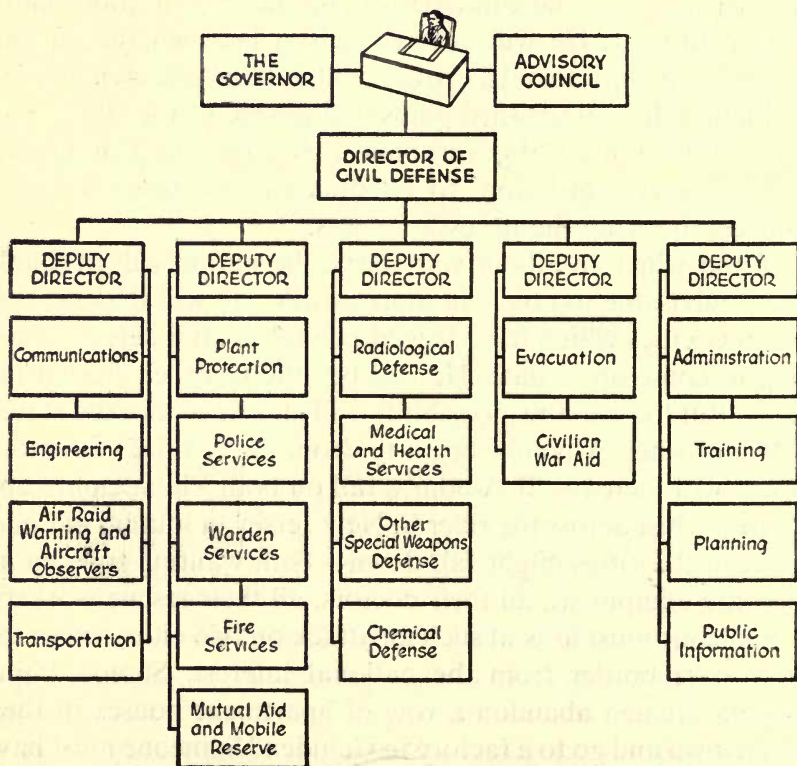 THE
GOVERNOR
ADVISORY
COUNCIL
DIRECTOR OF
CIVIL DEFENSE
DEPUTY
DIRECTOR
Communications
Engineering
Air Raid
Warning and
Aircraft
Observers
Transportation
DEPUTY
DIRECTOR
Plant
Protection
Police
Services
Warden
Services
Fire
Services
Mutual Aid
and Mobile
Reserve
DEPUTY
DIRECTOR
Radiological
Defense
Medical
and Health
Services
Other
Special Weapons
Defense
Chemical
Defense
DEPUTY
DIRECTOR
Evacuation
Civilian
War Aid
DEPUTY
DIRECTOR
Administration
Training
Planning
Public
Information